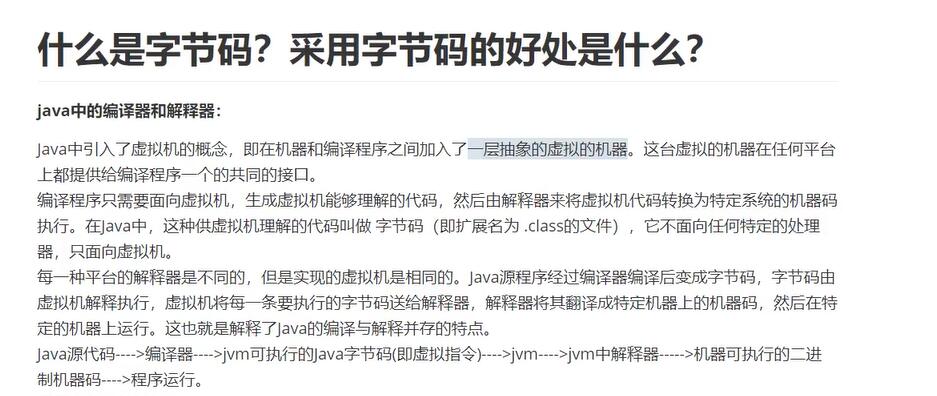 什么是字节码？采用字节码的好处是什么？
java中的编译器和解释器：
Java中引入了虚拟机的概念，即在机器和编译程序之间加入了一层抽象的虚拟的机器。这台虚拟的机器在任何平台
上都提供给编译程序一个的共同的接口。
编译程序只需要面向虚拟机，生成虚拟机能够理解的代码，然后由解释器来将虚拟机代码转换为特定系统的机器码
执行。在Java中，这种供虚拟机理解的代码叫做 字节码（即扩展名为 .class的文件），它不面向任何特定的处理
器，只面向虚拟机。
每一种平台的解释器是不同的，但是实现的虚拟机是相同的。Java源程序经过编译器编译后变成字节码，字节码由
虚拟机解释执行，虚拟机将每一条要执行的字节码送给解释器，解释器将其翻译成特定机器上的机器码，然后在特
定的机器上运行。这也就是解释了Java的编译与解释并存的特点。
Java源代码---->编译器---->jvm可执行的Java字节码(即虚拟指令)---->jvm---->jvm中解释器----->机器可执行的二进
制机器码---->程序运行。